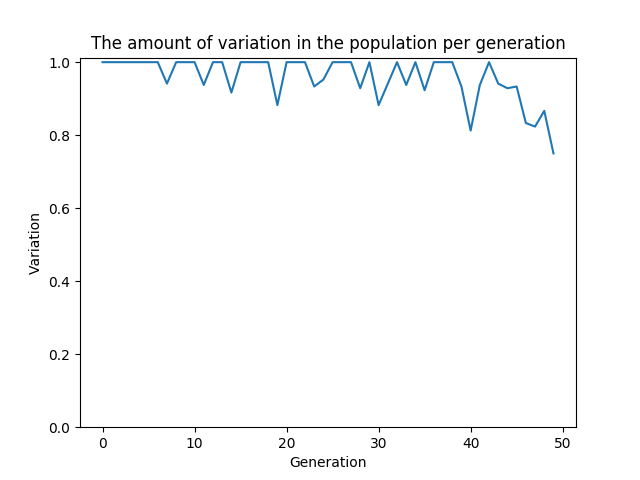 The amount of variation in the population per generation
1.0
0.8
0.6
0.4
0.2
0.0
Variation
0 10 20 30 40 50
Generation